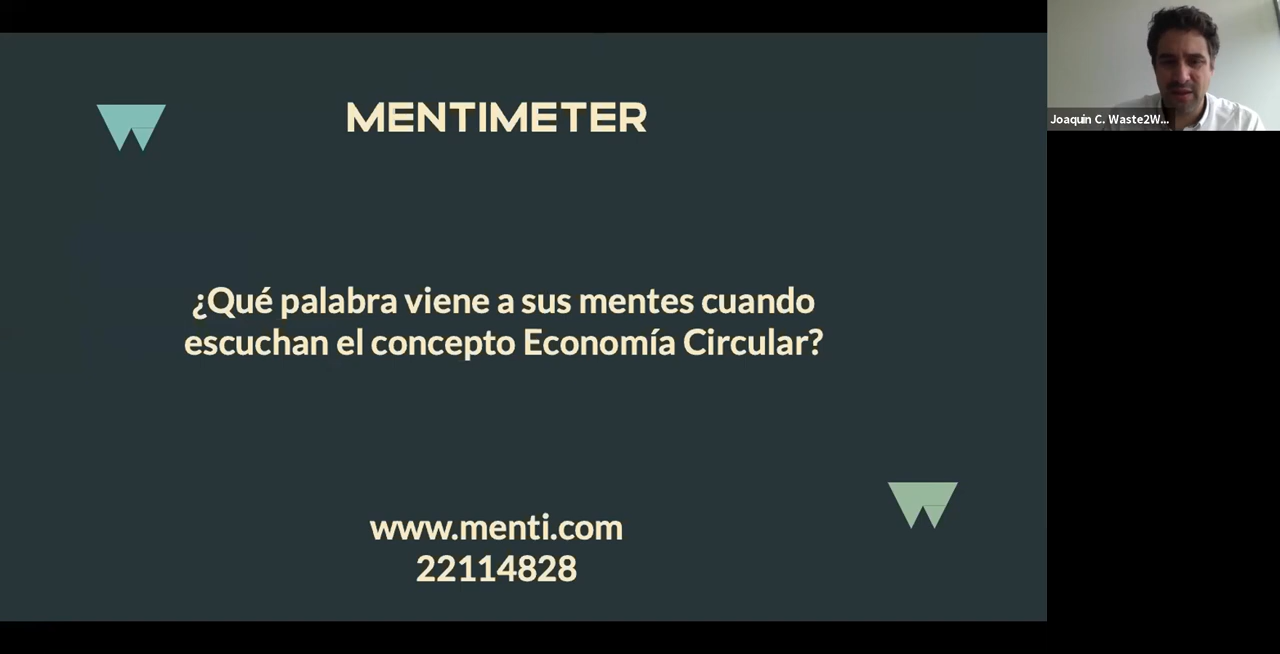 MENTIMETER
¿Qué palabra viene a sus mentes cuando
escuchan el concepto Economía Circular?
www.menti.com
22114828
Joaquin C. Waste2W...